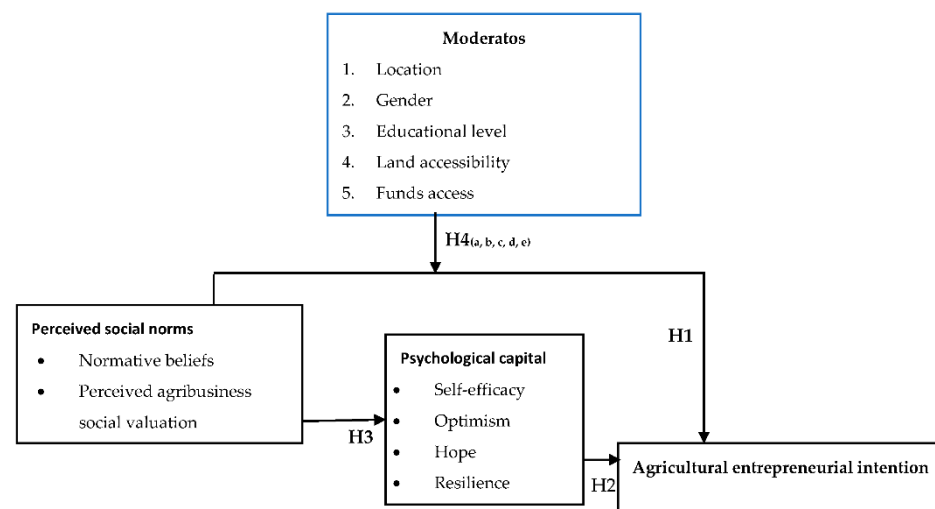 Moderatos
1. Location
2. Gender
3. Educational level
4. Land accessibility
5. Funds access
H4(a, b, c, d, e)
Perceived social norms
• Normative beliefs
• Perceived agribusiness
social valuation
H3
Psychological capital
• Self-efficacy
• Optimism
• Hope
• Resilience
H1
H2
Agricultural entrepreneurial intention